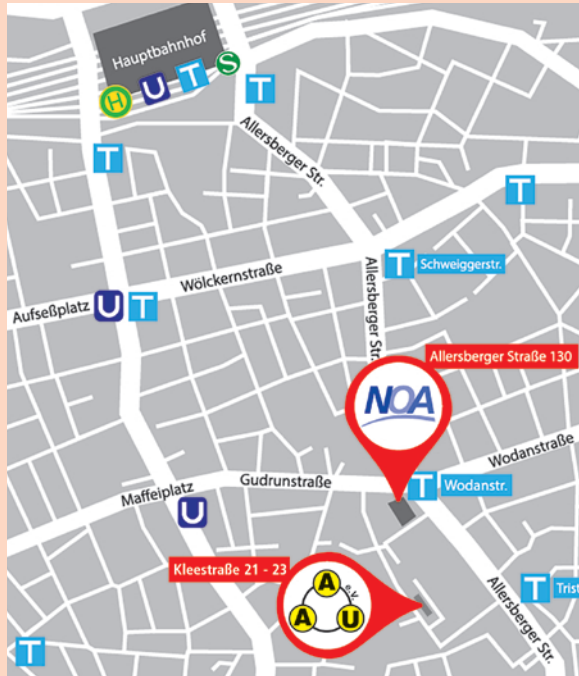 Hauptbahnhof
H
U
T
S
T
Allersberger Str.
T
T
T
Schweiggerstr.
Wölckernstraße
Aufseßplatz
U
T
Allersberger Str.
Allersberger Straße 130
NOA
Wodanstraße
Gudrunstraße
T
Wodanstr.
Maffeiplatz
U
Kleestraße 21 - 23
A
e.V.
A
U
Allersberger Str.
T
Trist
T